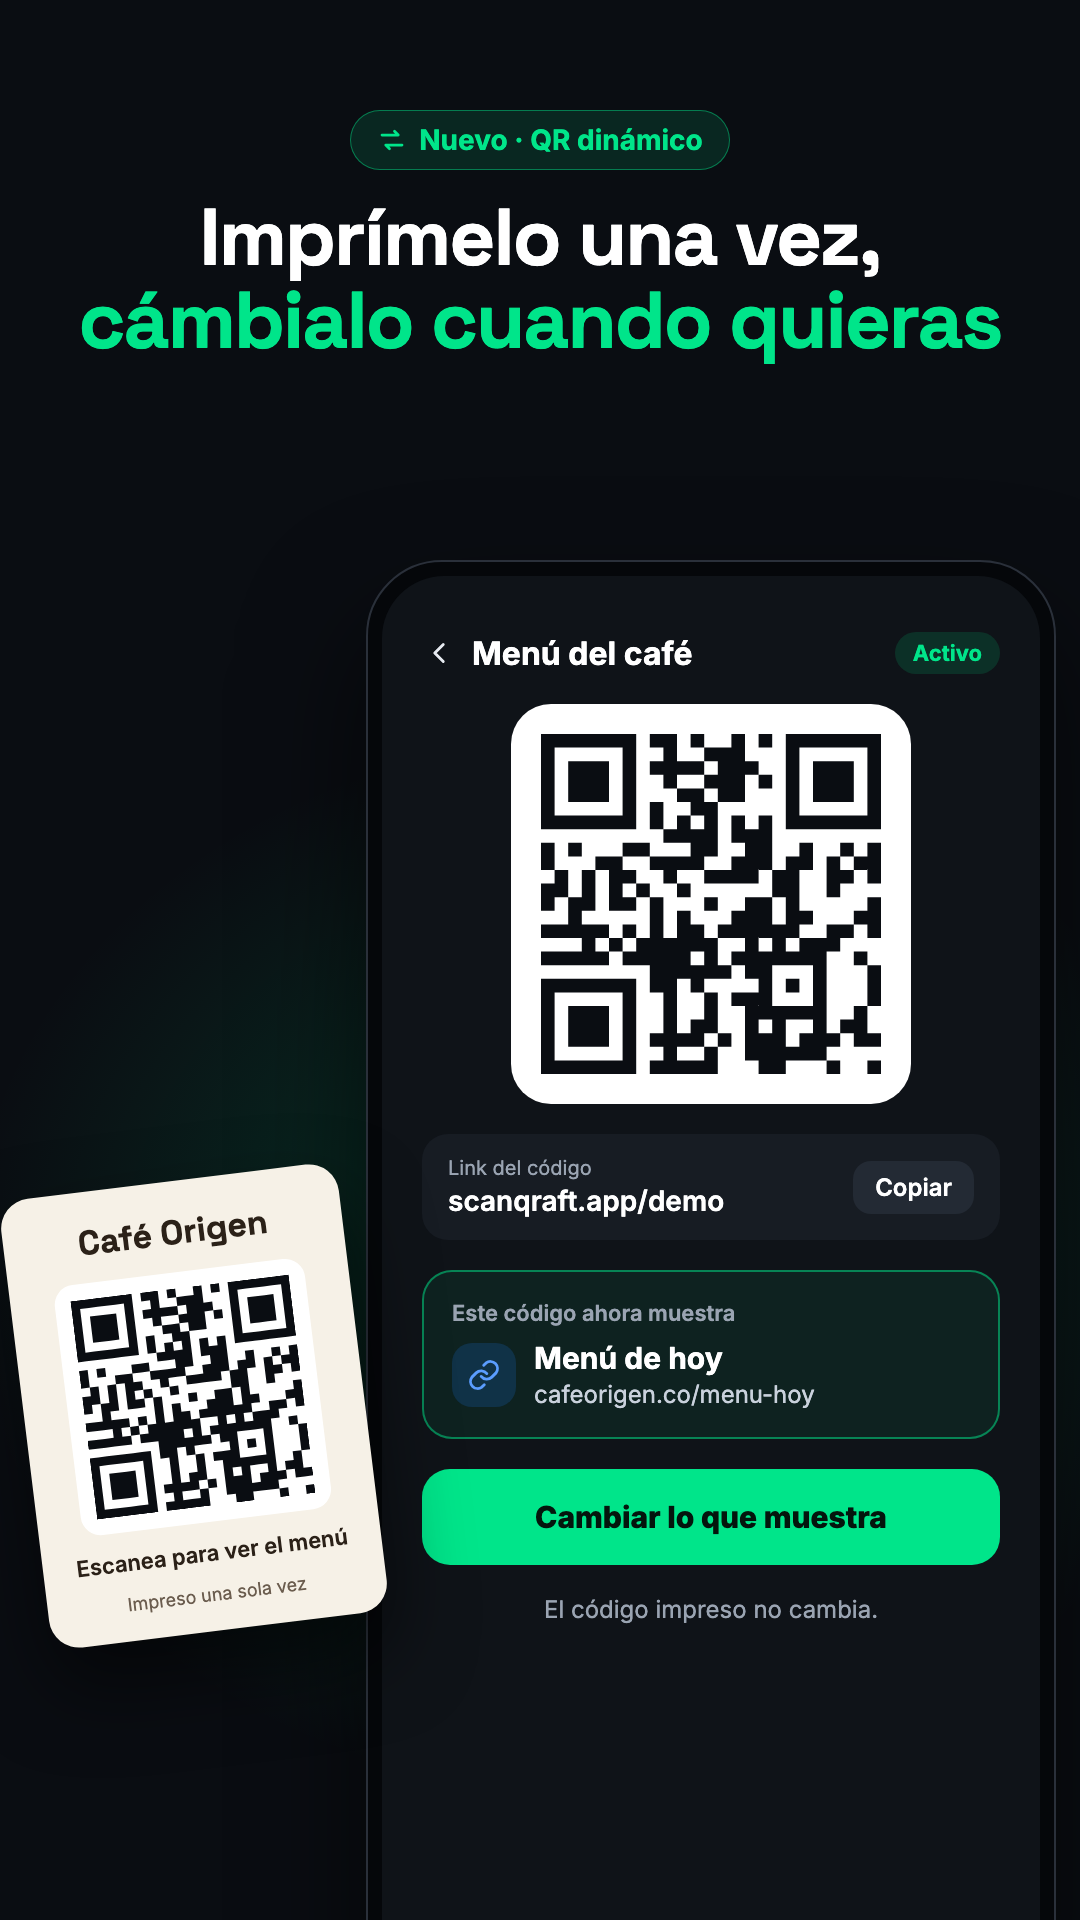 Nuevo · QR dinámico
Imprímelo una vez,
cámbialo cuando quieras
Menú del café
Activo
Link del código
scanqraft.app/demo
Copiar
Este código ahora muestra
Menú de hoy
cafeorigen.co/menu-hoy
Cambiar lo que muestra
El código impreso no cambia.
Café Origen
Escanea para ver el menú
Impreso una sola vez